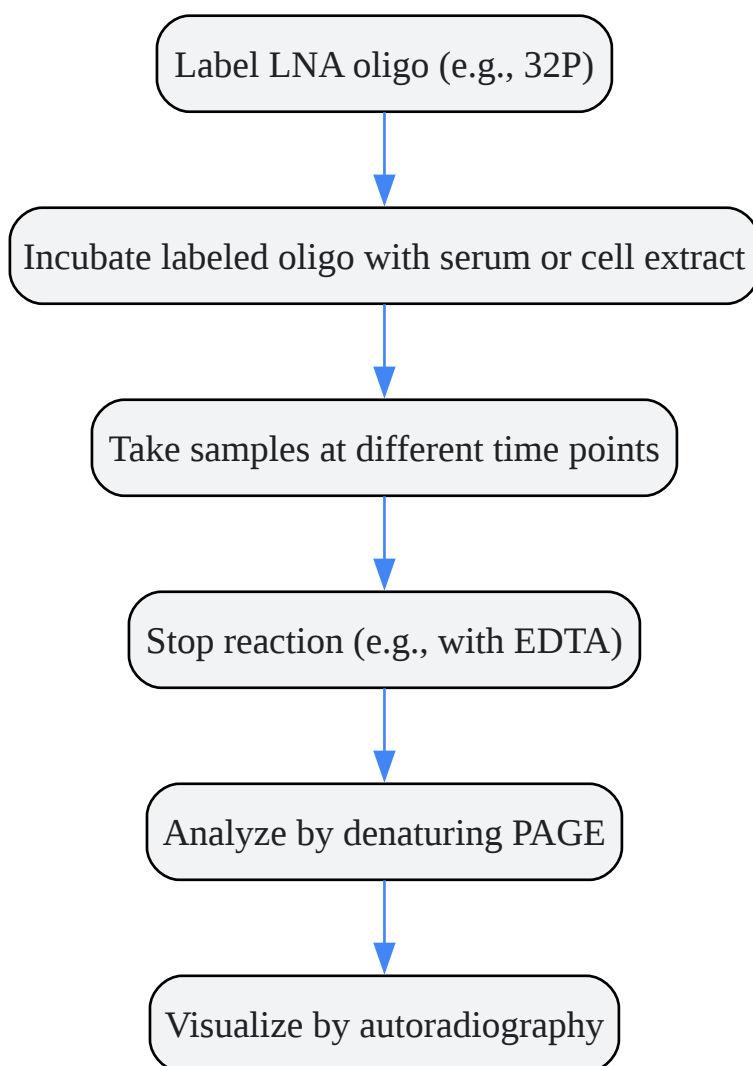 Label LNA oligo (e.g., 32P)
Incubate labeled oligo with serum or cell extract
Take samples at different time points
Stop reaction (e.g., with EDTA)
Analyze by denaturing PAGE
Visualize by autoradiography